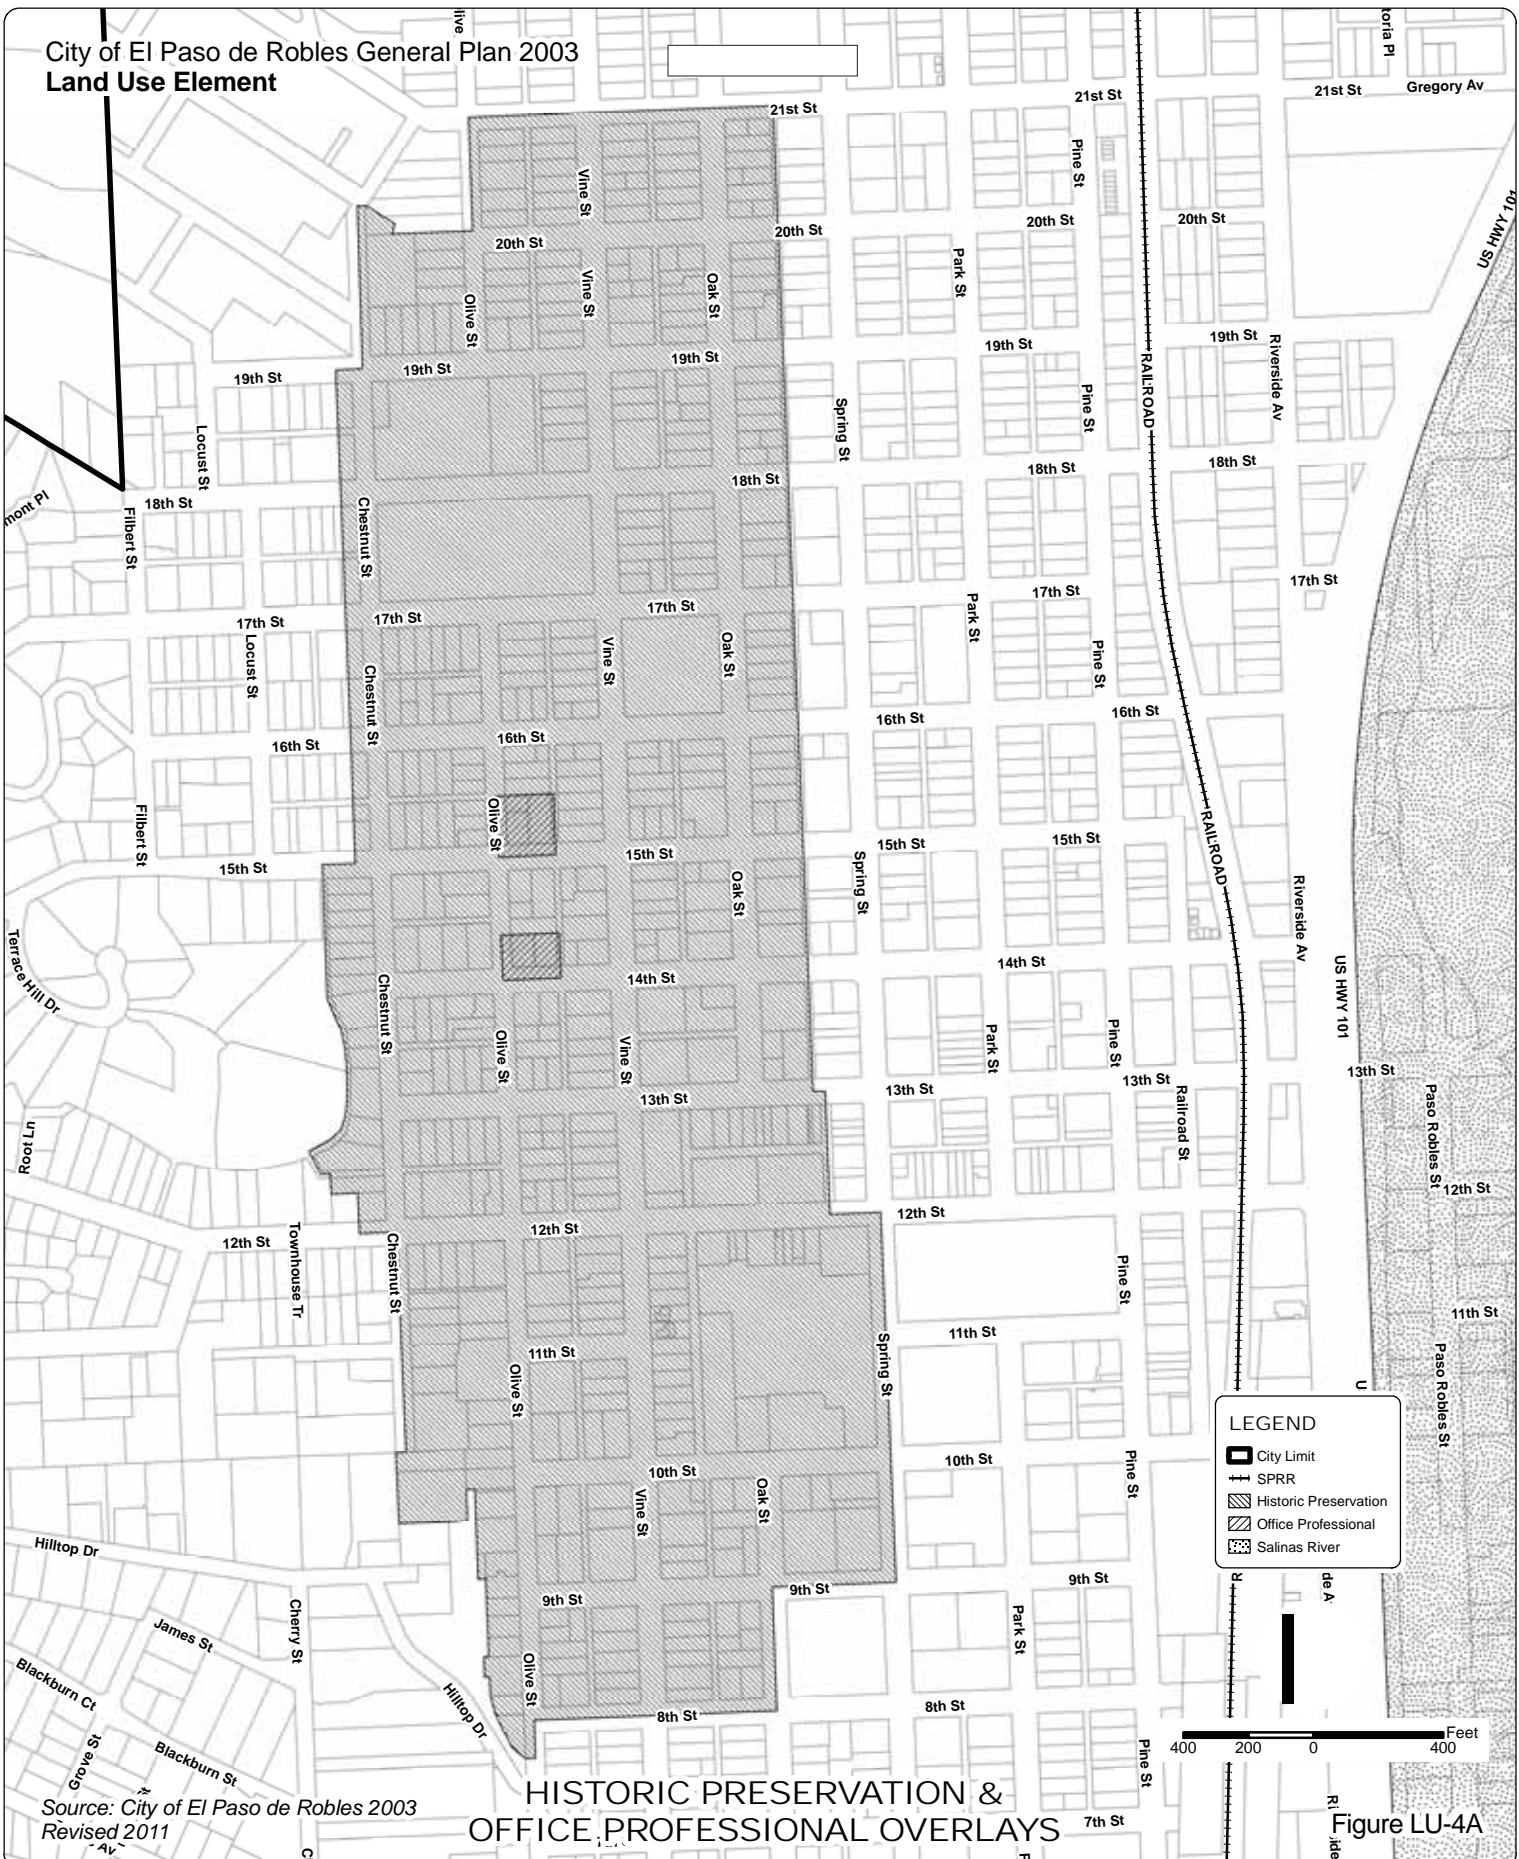 City of El Paso de Robles General Plan 2003
Land Use Element
21st St
21st St
21st St
Gregory Av
toria Pl
Vine St
Pine St
20th St
20th St
20th St
20th St
US HWY 101
Olive St
Vine St
Oak St
Park St
19th St
19th St
19th St
19th St
19th St
Riverside Av
RAILROAD
Locust St
Spring St
Pine St
18th St
18th St
18th St
18th St
mont Pl
Filbert St
Chestnut St
17th St
17th St
17th St
17th St
17th St
Locust St
Chestnut St
Vine St
Oak St
Park St
Pine St
16th St
16th St
16th St
16th St
Filbert St
Olive St
RAILROAD
15th St
15th St
15th St
15th St
Oak St
Spring St
Riverside Av
Terrace Hill Dr
14th St
14th St
Chestnut St
Olive St
Vine St
Park St
Pine St
US HWY 101
13th St
13th St
13th St
13th St
Railroad St
Paso Robles St
Root Ln
12th St
12th St
12th St
12th St
Townhouse Tr
Chestnut St
Pine St
11th St
11th St
11th St
Olive St
Spring St
Paso Robles St
U
10th St
10th St
Vine St
Oak St
Pine St
LEGEND
City Limit
SPRR
Historic Preservation
Office Professional
Salinas River
Hilltop Dr
9th St
9th St
9th St
R
de A
Cherry St
James St
Park St
Blackburn Ct
Olive St
Hilltop Dr
8th St
8th St
Grove St
Blackburn St
Pine St
Feet
400 200 0 400
HISTORIC PRESERVATION &
OFFICE PROFESSIONAL OVERLAYS
7th St
Source: City of El Paso de Robles 2003
Revised 2011
Av
Figure LU-4A